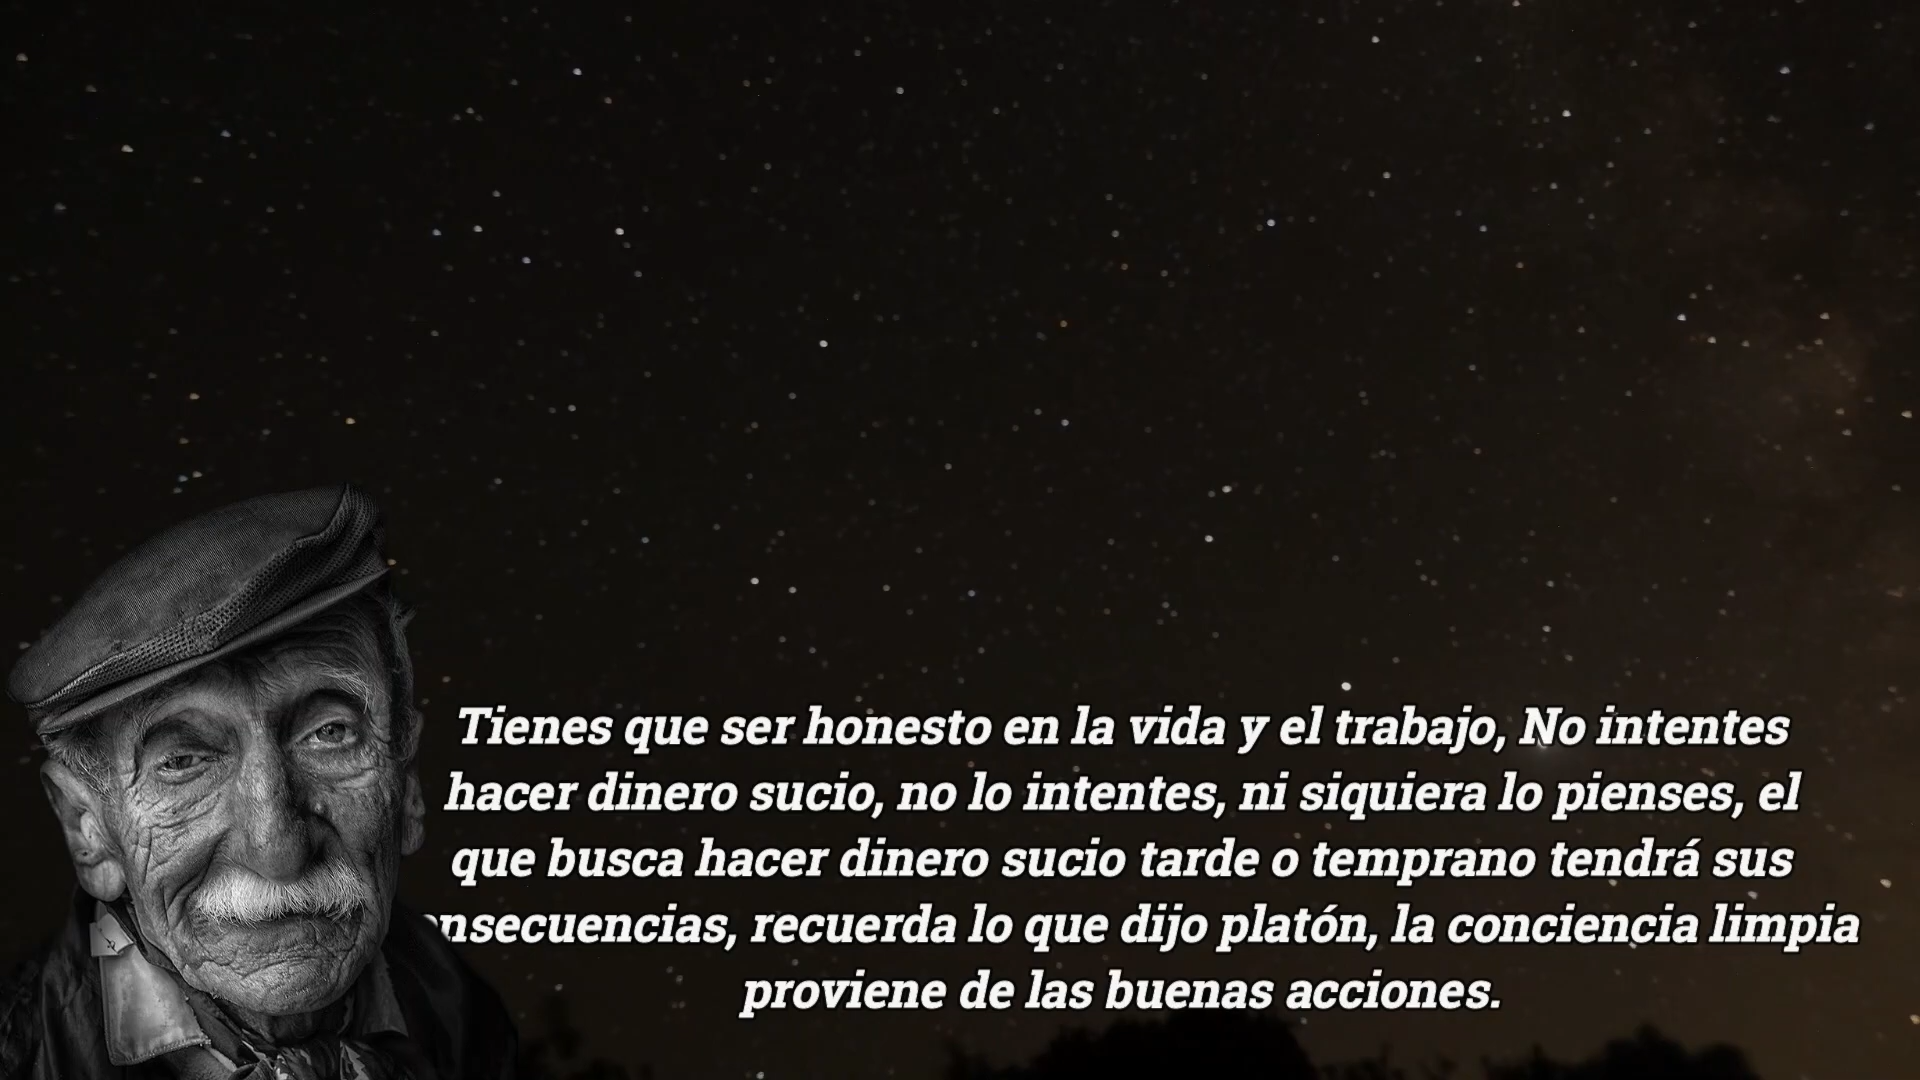 Tienes que ser honesto en la vida y el trabajo, No intentes
hacer dinero sucio, no lo intentes, ni siquiera lo pienses, el
que busca hacer dinero sucio tarde o temprano tendrá sus
onsecuencias, recuerda lo que dijo platón, la conciencia limpia
proviene de las buenas acciones.